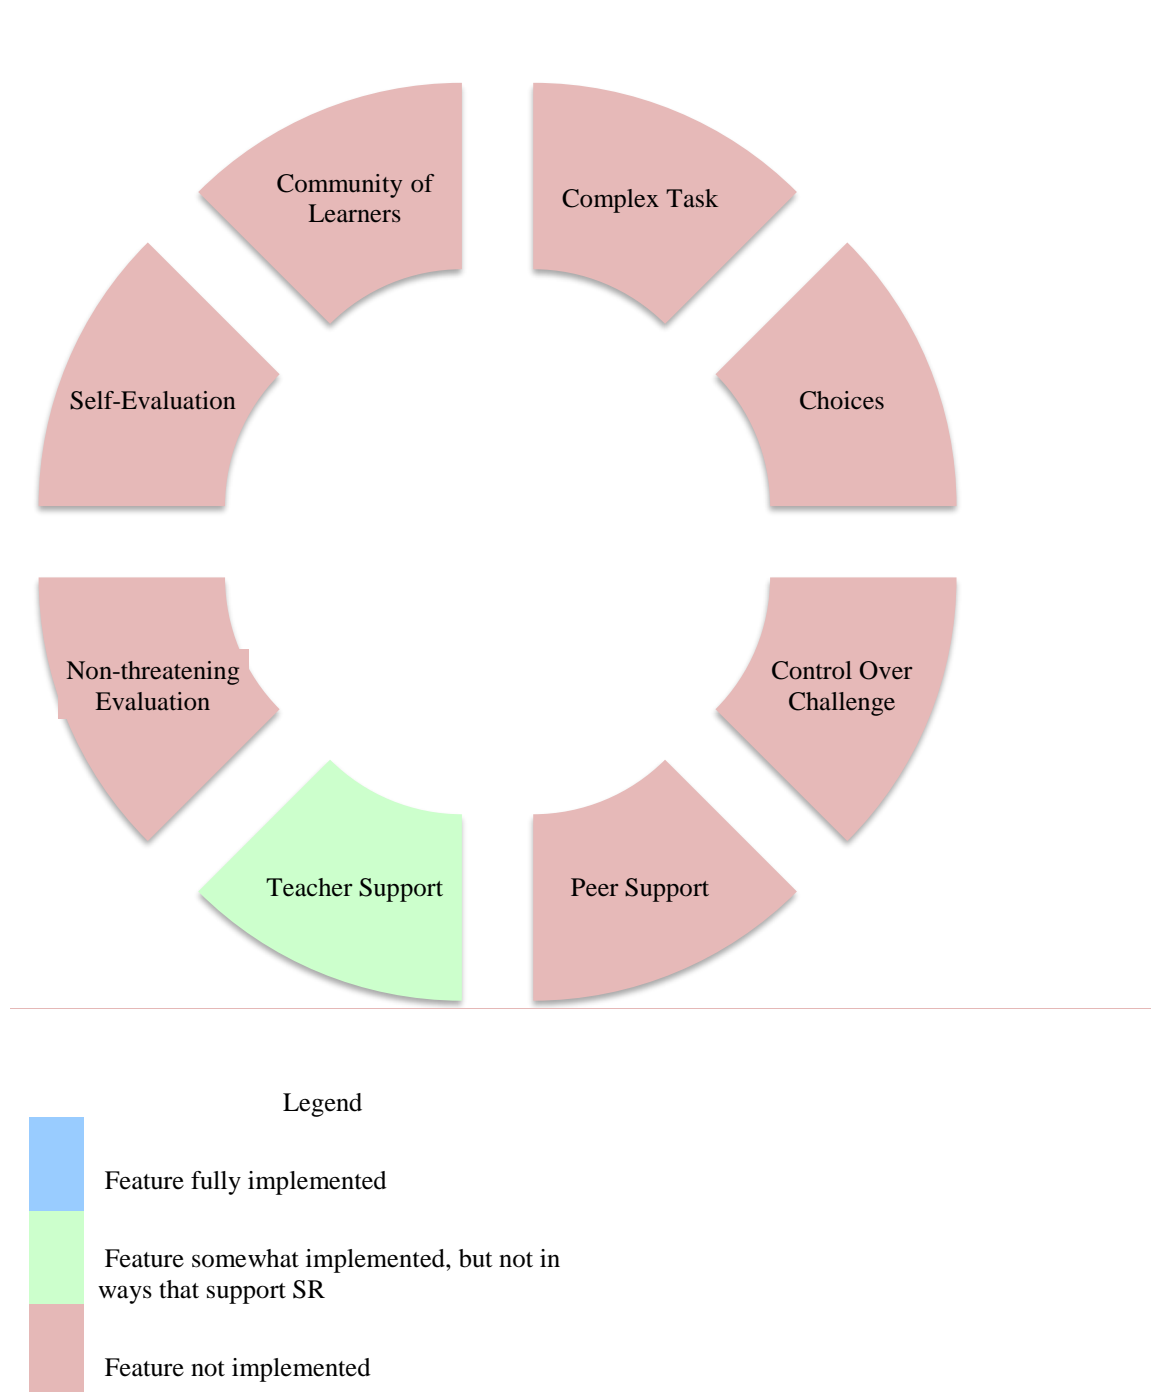 Community of
Learners
Complex Task
Self-Evaluation
Choices
Non-threatening
Evaluation
Control Over
Challenge
Teacher Support
Peer Support
Legend
Feature fully implemented
Feature somewhat implemented, but not in
ways that support SR
Feature not implemented